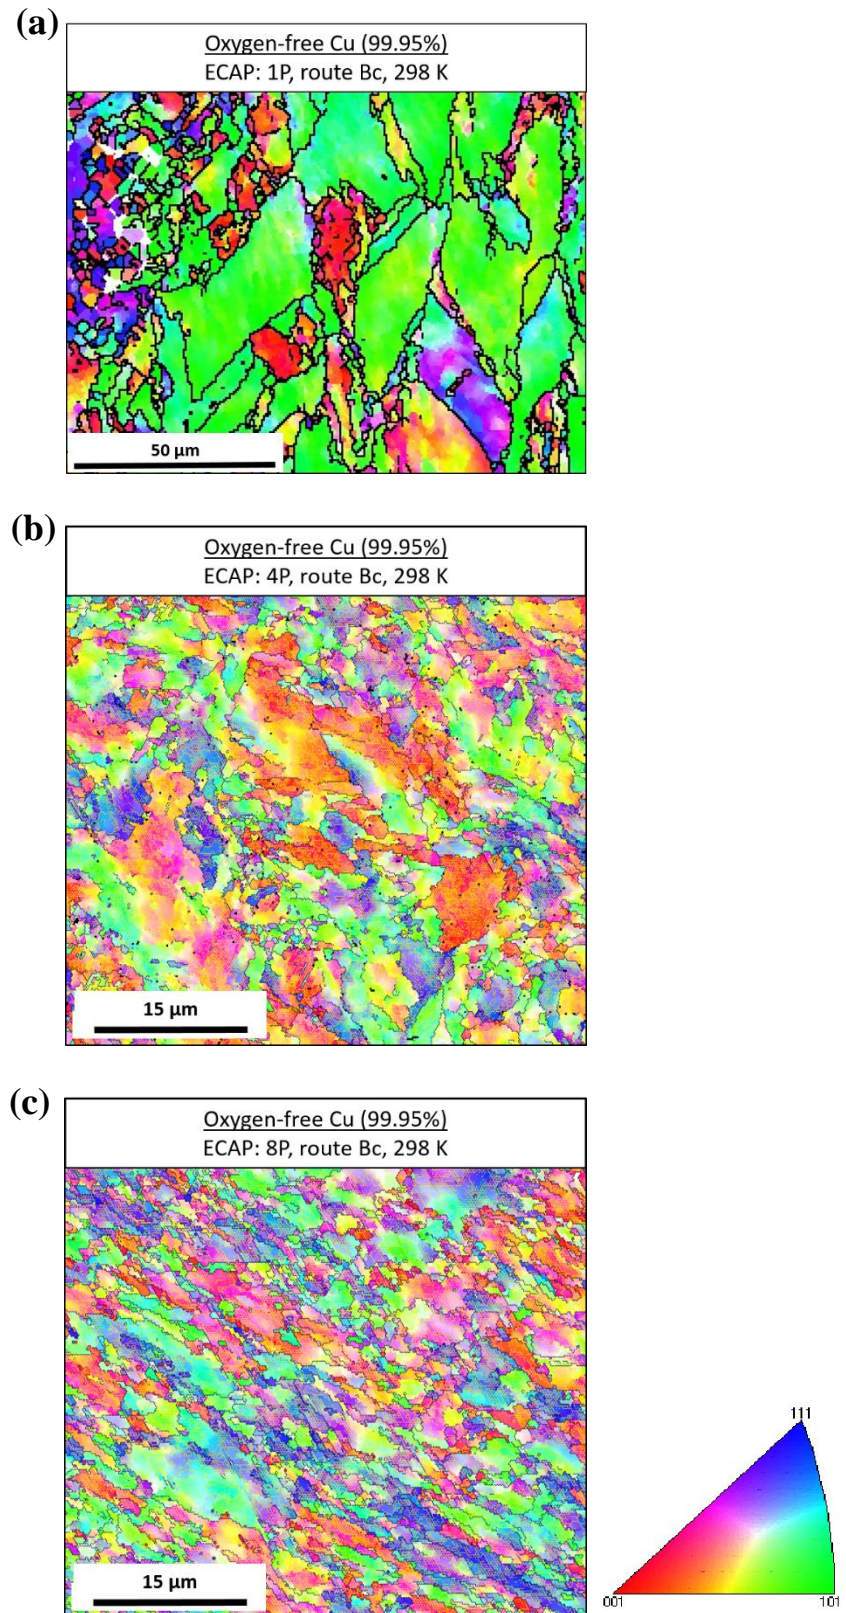 (a)
Oxygen-free Cu (99.95%)
ECAP: 1P, route Bc, 298 K
50 µm
(b)
Oxygen-free Cu (99.95%)
ECAP: 4P, route Bc, 298 K
15 µm
(c)
Oxygen-free Cu (99.95%)
ECAP: 8P, route Bc, 298 K
15 µm
111
001
101